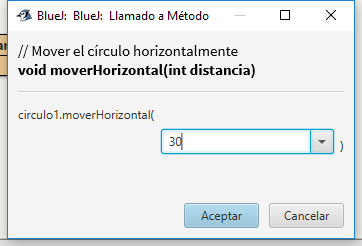 BlueJ: BlueJ: Llamado a Método
// Mover el círculo horizontalmente
void moverHorizontal(int distancia)
circulo1.moverHorizontal(
30
)
Aceptar
Cancelar